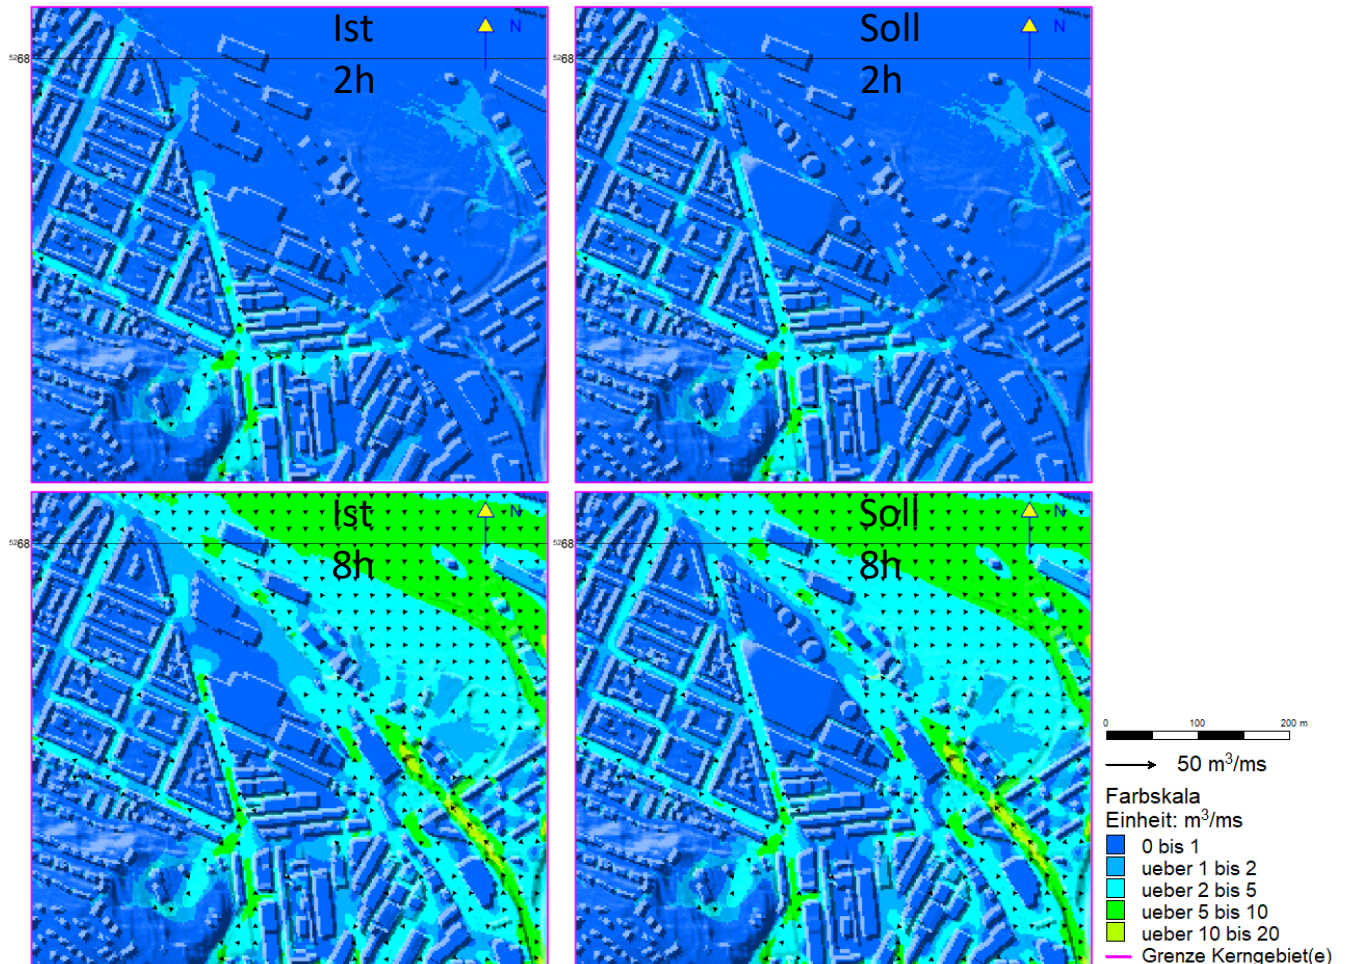 Ist
N
5268
2h
Soll
N
5268
2h
Ist
N
5268
8h
Soll
N
5268
8h
0 100 200 m
50 m³/ms
Farbskala
Einheit: m³/ms
0 bis 1
ueber 1 bis 2
ueber 2 bis 5
ueber 5 bis 10
ueber 10 bis 20
Grenze Kerngebiet(e)